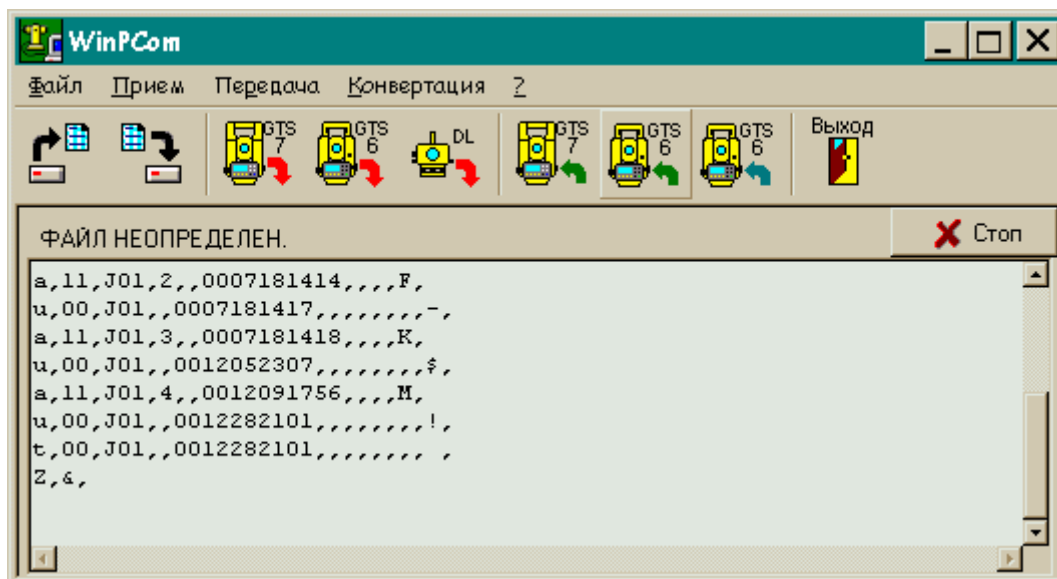 WinPCom
Файл Прием Передача Конвертация ?
GTS 7 GTS 6 DL GTS 7 GTS 6 GTS 6 Выход
ФАЙЛ НЕОПРЕДЕЛЕН. Стоп
a,11,J01,2,,0007181414,,,,F,
u,00,J01,,0007181417,,,,,,,,-,
a,11,J01,3,,0007181418,,,,K,
u,00,J01,,0012052307,,,,,,,,$,
a,11,J01,4,,0012091756,,,,M,
u,00,J01,,0012282101,,,,,,,,!,
t,00,J01,,0012282101,,,,,,,, ,
Z,&,